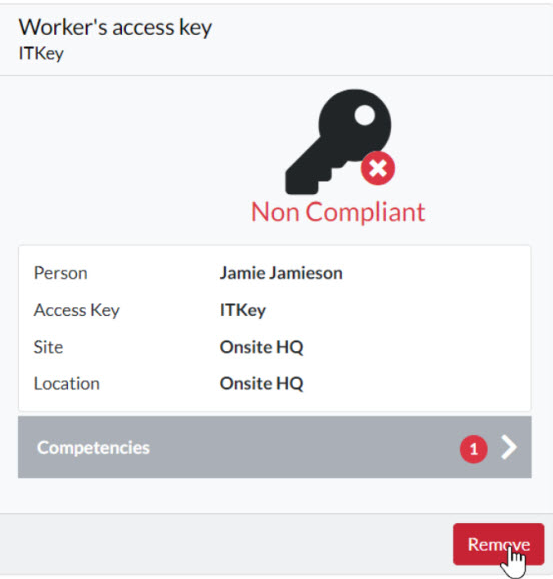 Worker's access key
ITKey
Non Compliant
Person Jamie Jamieson
Access Key ITKey
Site Onsite HQ
Location Onsite HQ
Competencies 1
Remove